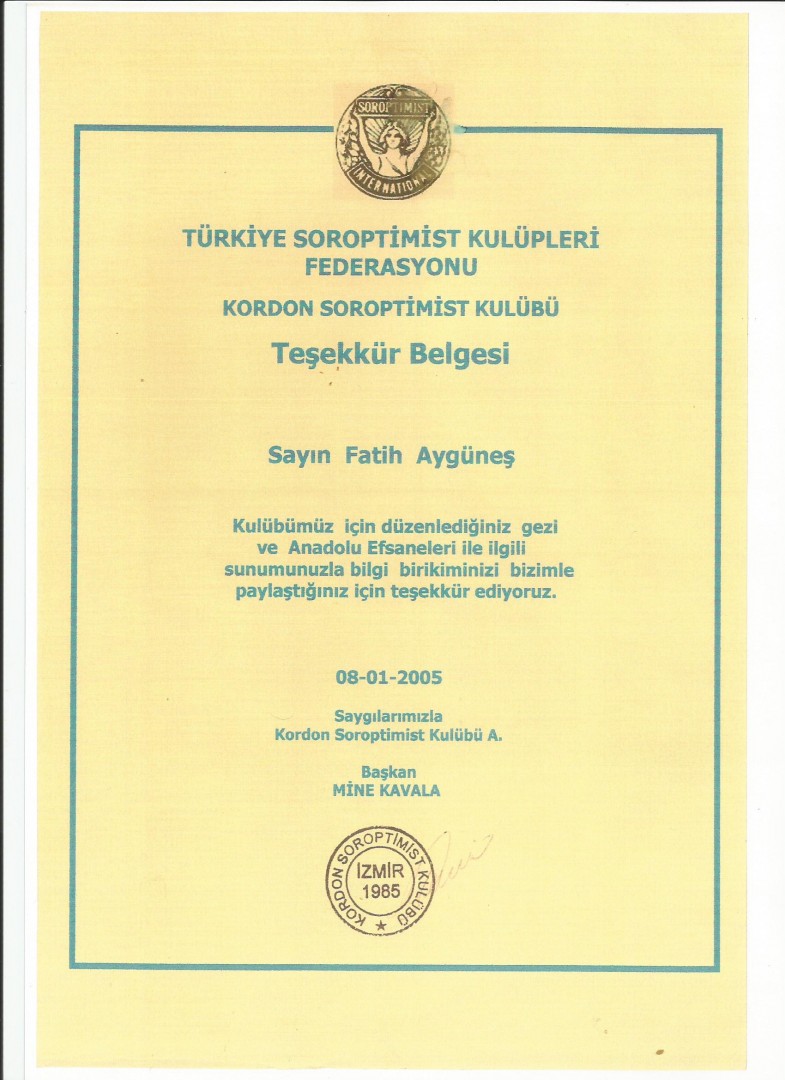 SOROPTIMIST
INTERNATIONAL
TÜRKİYE SOROPTİMİST KULÜPLERİ
FEDERASYONU
KORDON SOROPTİMİST KULÜBÜ
Teşekkür Belgesi
Sayın Fatih Aygüneş
Kulübümüz için düzenlediğiniz gezi
ve Anadolu Efsaneleri ile ilgili
sunumunuzla bilgi birikiminizi bizimle
paylaştığınız için teşekkür ediyoruz.
08-01-2005
Saygılarımızla
Kordon Soroptimist Kulübü A.
Başkan
MİNE KAVALA
KORDON SOROPTİMİST KULÜBÜ
İZMİR
1985